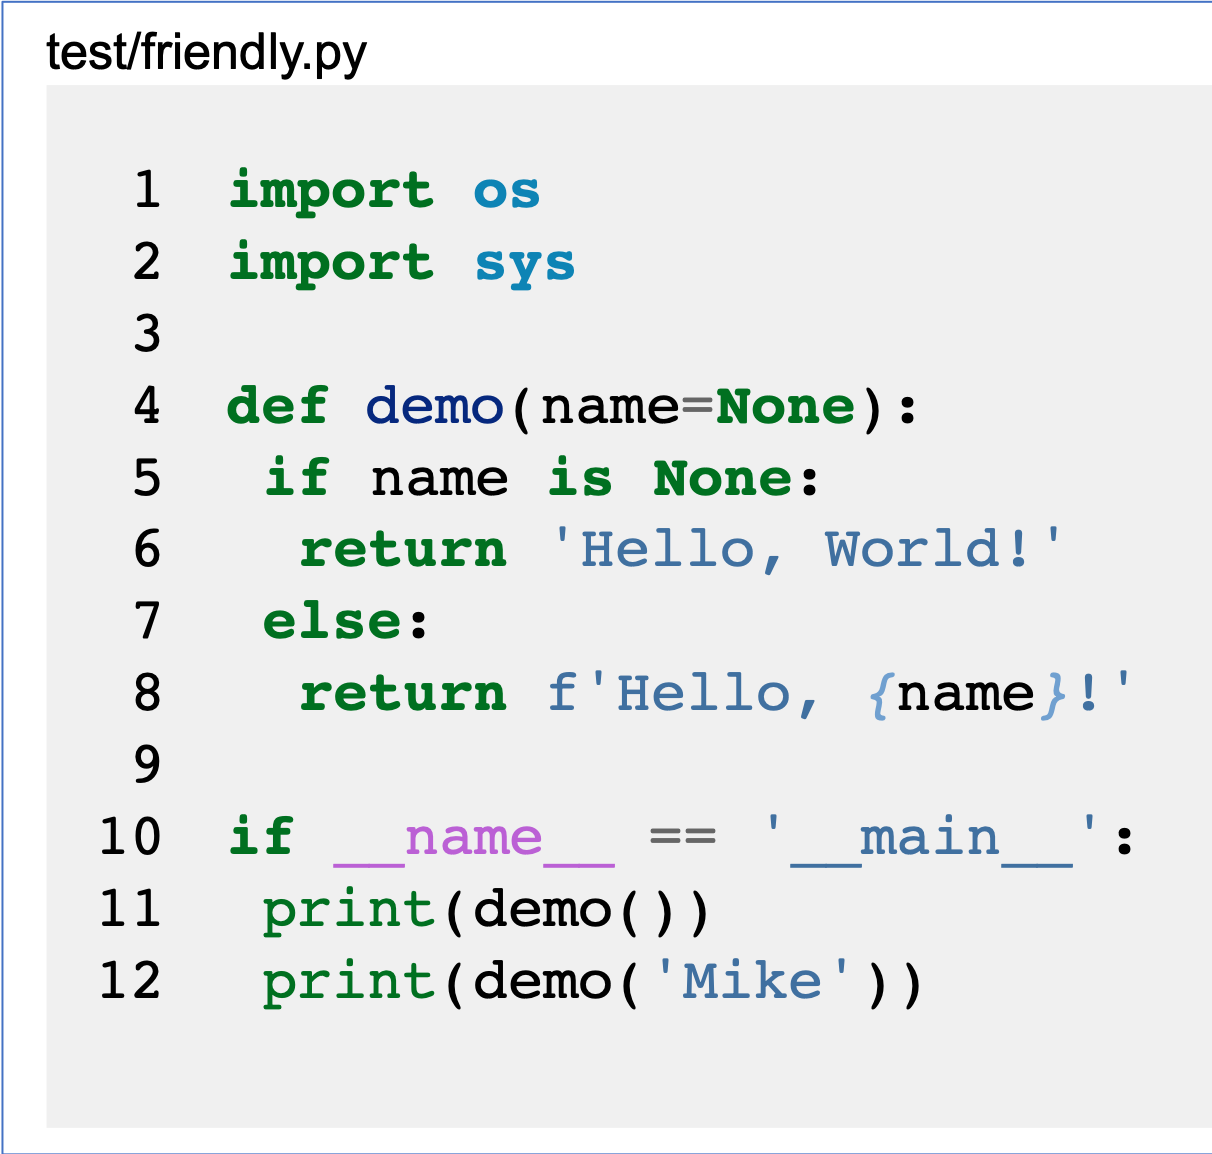 test/friendly.py
1 import os
2 import sys
3
4 def demo(name=None):
5  if name is None:
6   return 'Hello, World!'
7  else:
8   return f'Hello, {name}!'
9
10 if __name__ == '__main__':
11  print(demo())
12  print(demo('Mike'))